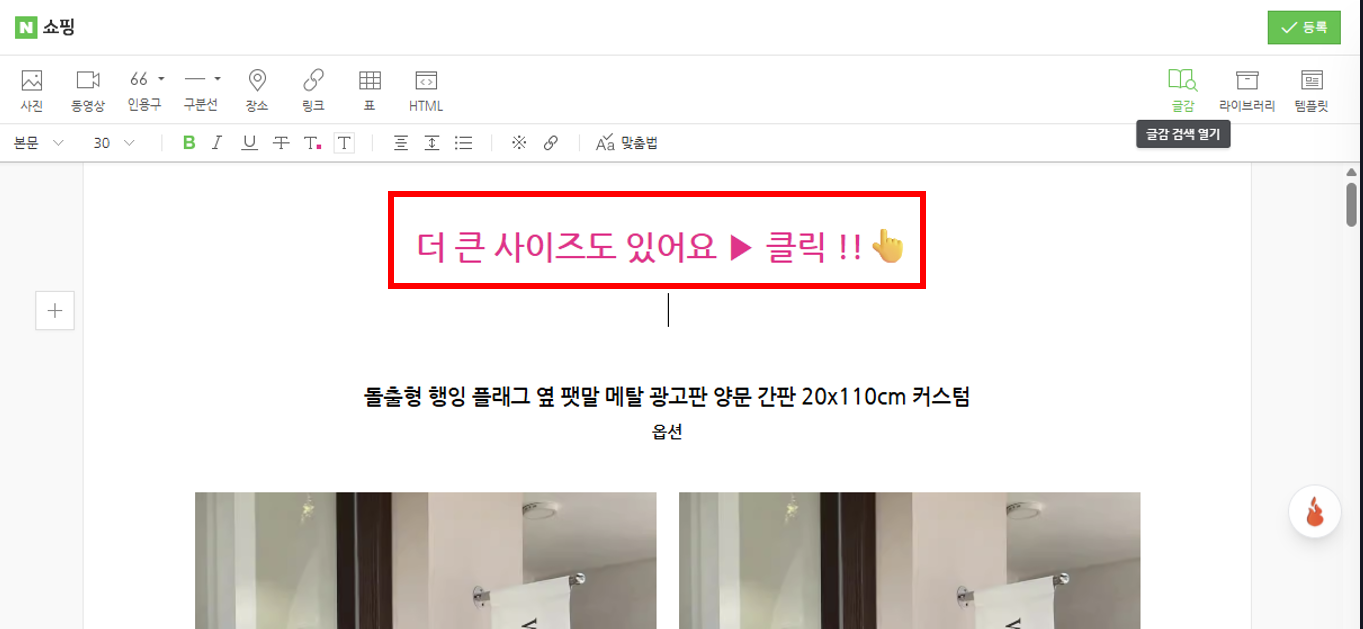 N 쇼핑
등록
사진 동영상 66 인용구 구분선 장소 링크 표 HTML 글감 라이브러리 템플릿
본문 30 B I U T T. T Aa 맞춤법
글감 검색 열기
더 큰 사이즈도 있어요 ▶ 클릭 !! 👆
돌출형 행잉 플래그 옆 팻말 메탈 광고판 양문 간판 20x110cm 커스텀
옵션